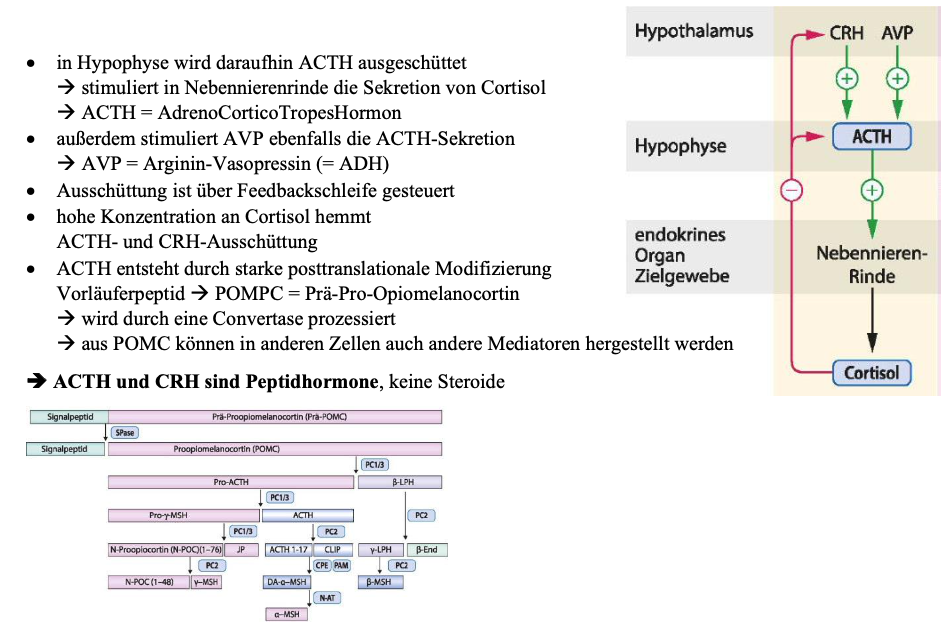 • in Hypophyse wird daraufhin ACTH ausgeschüttet
→ stimuliert in Nebennierenrinde die Sekretion von Cortisol
→ ACTH = AdrenoCorticoTropesHormon
• außerdem stimuliert AVP ebenfalls die ACTH-Sekretion
→ AVP = Arginin-Vasopressin (= ADH)
• Ausschüttung ist über Feedbackschleife gesteuert
• hohe Konzentration an Cortisol hemmt
ACTH- und CRH-Ausschüttung
• ACTH entsteht durch starke posttranslationale Modifizierung
Vorläuferpeptid → POMPC = Prä-Pro-Opiomelanocortin
→ wird durch eine Convertase prozessiert
→ aus POMC können in anderen Zellen auch andere Mediatoren hergestellt werden
➔ ACTH und CRH sind Peptidhormone, keine Steroide
Hypothalamus CRH AVP
+ +
Hypophyse ACTH
− +
endokrines
Organ
Zielgewebe
Nebennieren-
Rinde
Cortisol
Signalpeptid Prä-Proopiomelanocortin (Prä-POMC)
SPase
Signalpeptid Proopiomelanocortin (POMC)
PC1/3
Pro-ACTH β-LPH
PC1/3
Pro-γ-MSH ACTH PC2
PC1/3 PC2
N-Proopiocortin (N-POC)(1–76) JP ACTH 1-17 CLIP γ-LPH β-End
PC2 CPE PAM PC2
N-POC (1–48) γ-MSH DA-α-MSH β-MSH
N-AT
α-MSH